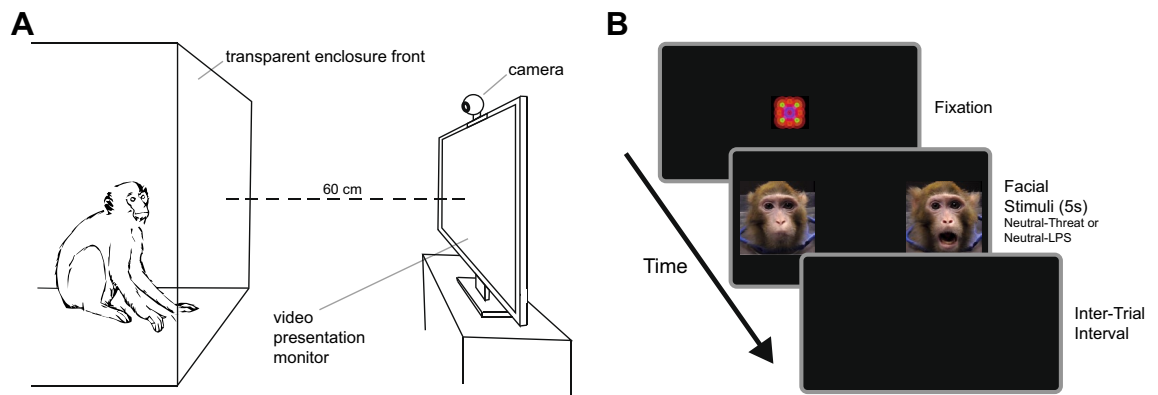 A
transparent enclosure front
camera
60 cm
video
presentation
monitor
B
Fixation
Facial
Stimuli (5s)
Neutral-Threat or
Neutral-LPS
Time
Inter-Trial
Interval